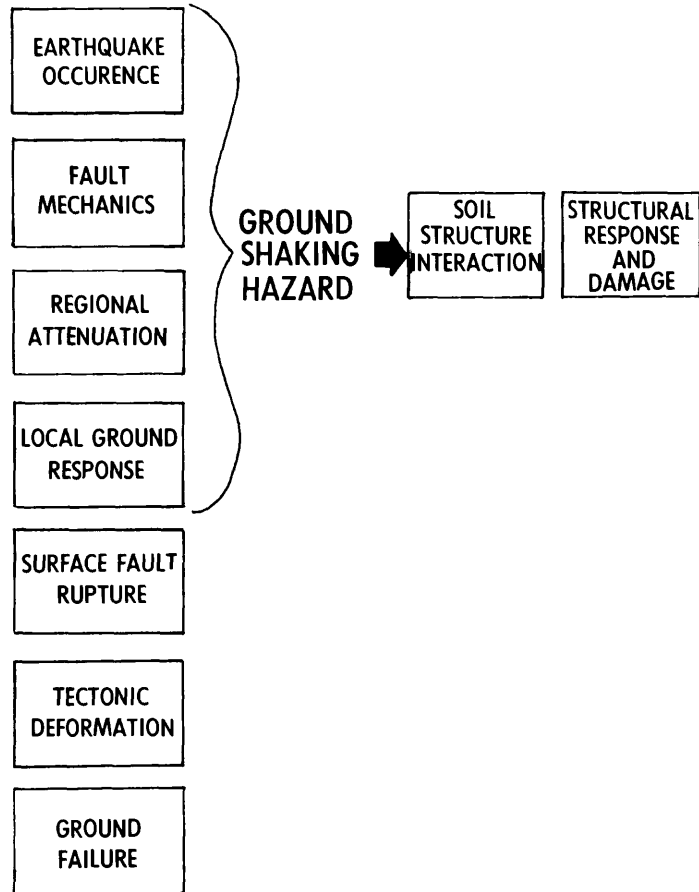 EARTHQUAKE
OCCURENCE
FAULT
MECHANICS
REGIONAL
ATTENUATION
LOCAL GROUND
RESPONSE
SURFACE FAULT
RUPTURE
TECTONIC
DEFORMATION
GROUND
FAILURE
GROUND
SHAKING
HAZARD
SOIL
STRUCTURE
INTERACTION
STRUCTURAL
RESPONSE
AND
DAMAGE